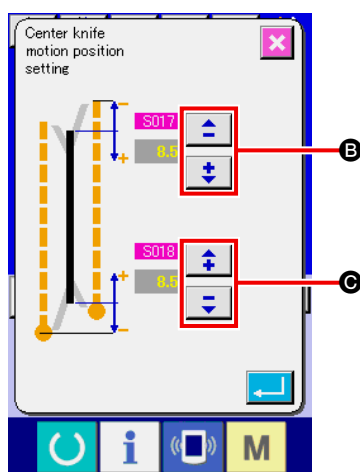 Center knife
motion position
setting
S017
8.5
B
S018
8.5
C
M